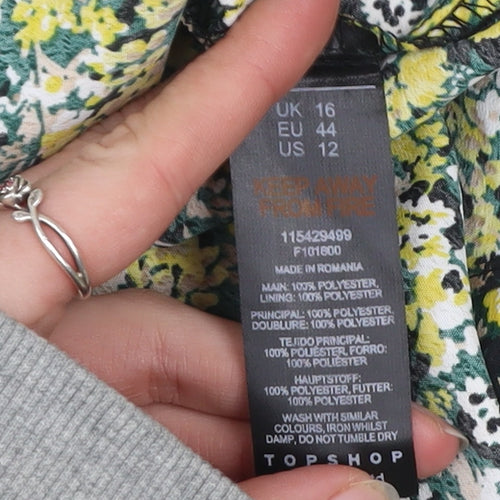 UK 16
EU 44
US 12
KEEP AWAY
FROM FIRE
115429499
F101600
MADE IN ROMANIA
MAIN: 100% POLYESTER,
LINING: 100% POLYESTER
PRINCIPAL: 100% POLYESTER,
DOUBLURE: 100% POLYESTER
TEJIDO PRINCIPAL:
100% POLIÉSTER, FORRO:
100% POLIÉSTER
HAUPTSTOFF:
100% POLYESTER, FUTTER:
100% POLYESTER
WASH WITH SIMILAR
COLOURS, IRON WHILST
DAMP, DO NOT TUMBLE DRY
TOPSHOP